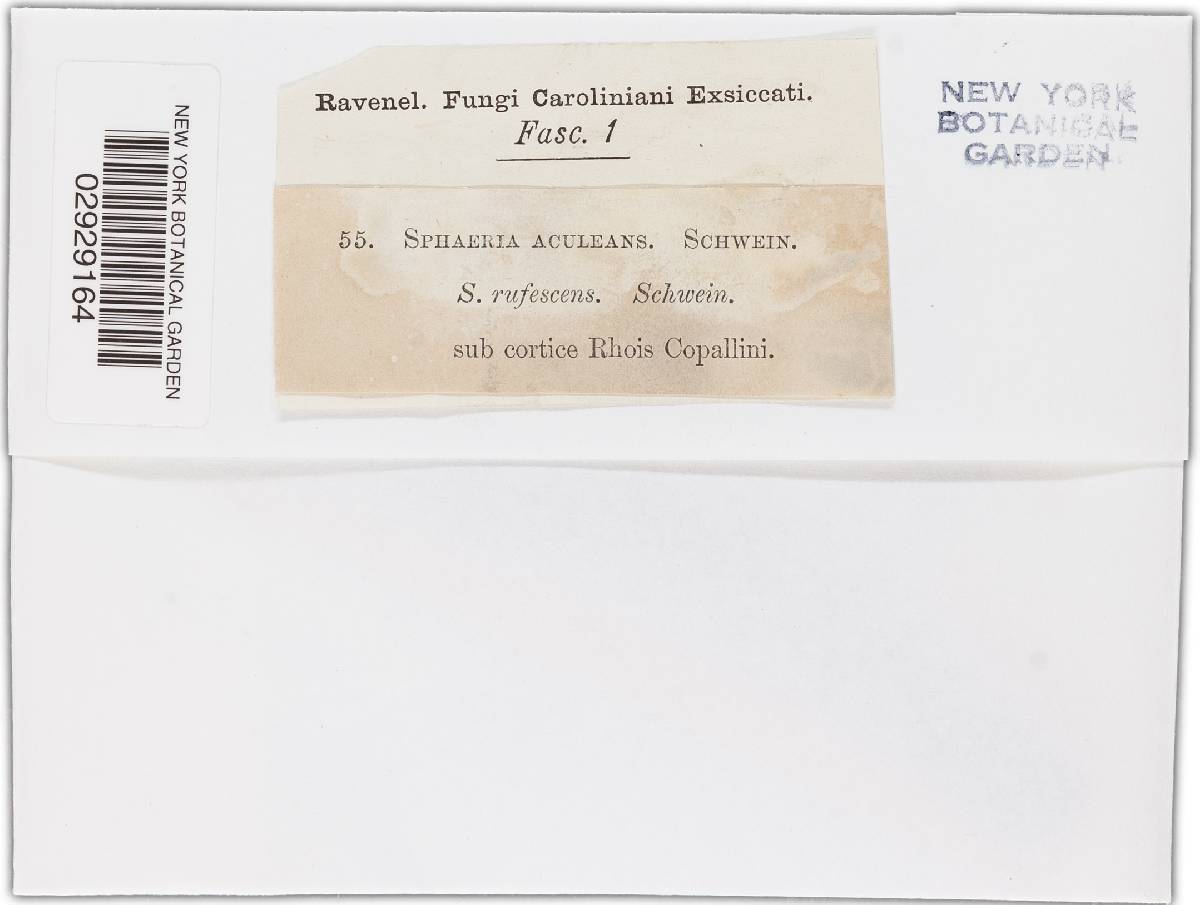 Ravenel. Fungi Caroliniani Exsiccati.
Fasc. 1
55. SPHAERIA ACULEANS. SCHWEIN.
S. rufescens. Schwein.
sub cortice Rhois Copallini.
NEW YORK
BOTANICAL
GARDEN
NEW YORK BOTANICAL GARDEN
02929164